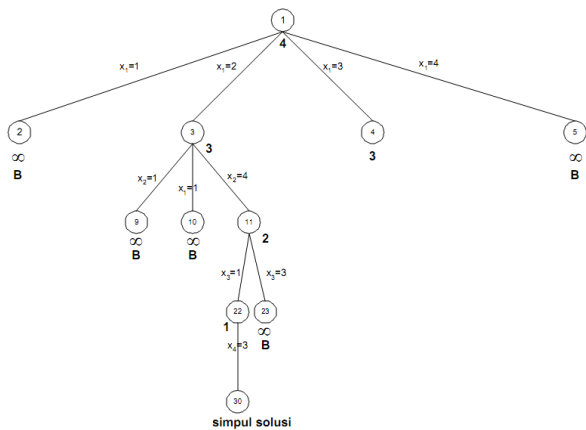 1
4
x₁=1
x₁=2
x₁=3
x₁=4
2
3
4
5
∞
3
3
∞
B
B
x₂=1
x₁=1
x₂=4
9
10
11
∞
∞
2
B
B
x₃=1
x₃=3
22
23
1
∞
B
x₄=3
30
simpul solusi